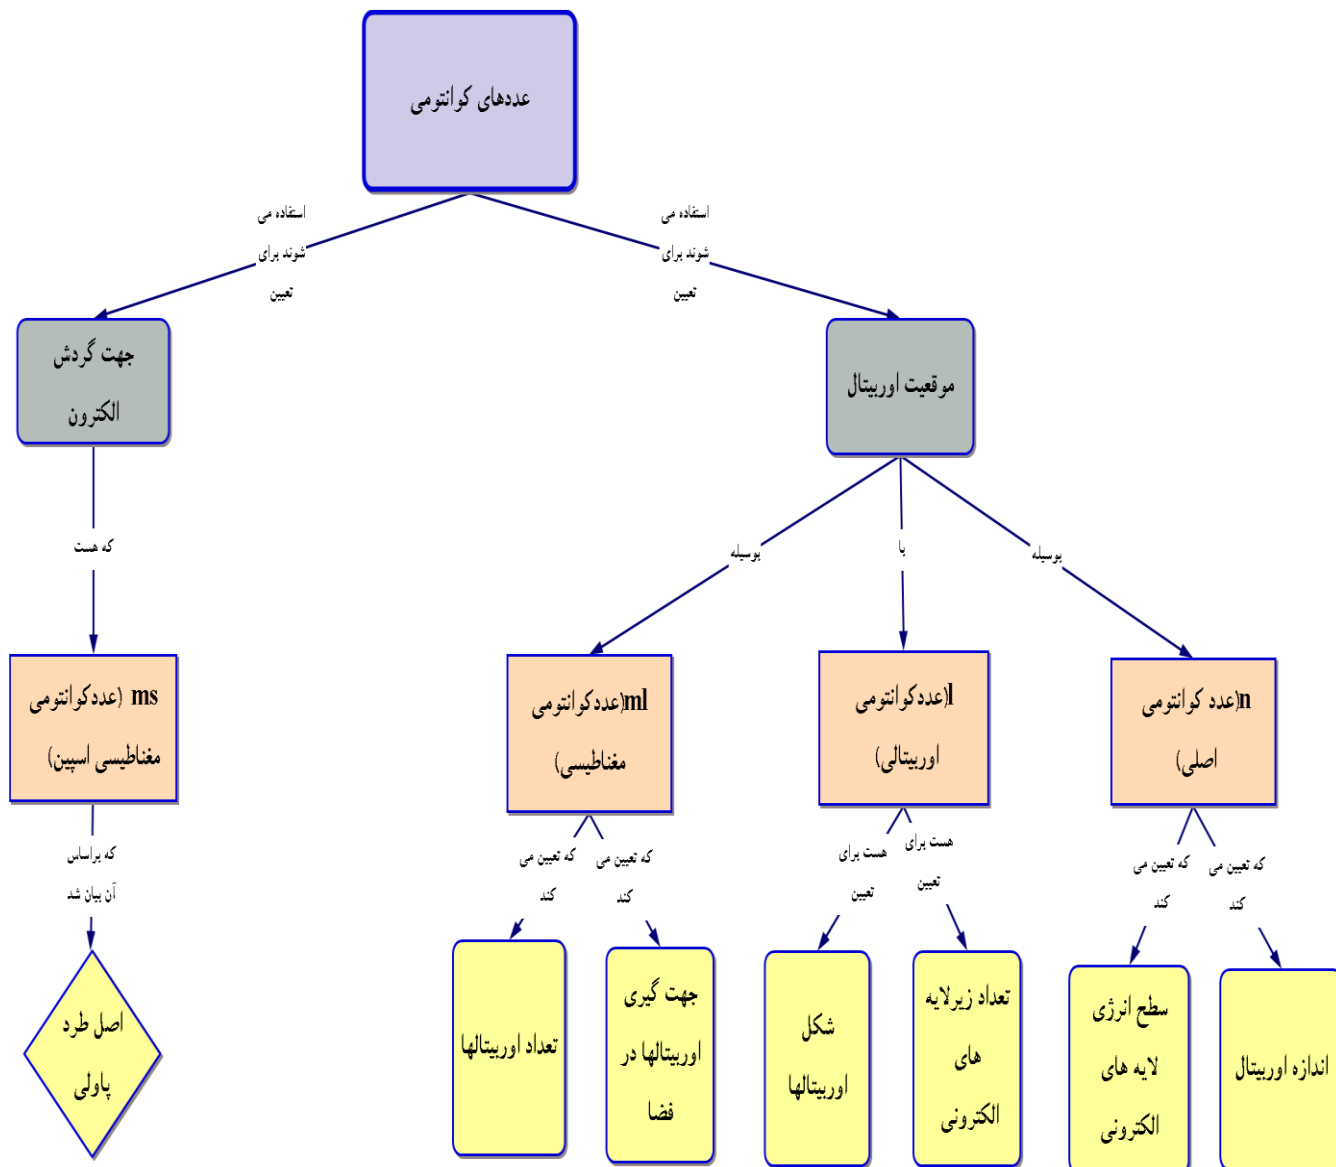 عددهای کوانتومی
استفاده می
شوند برای
تعیین
استفاده می
شوند برای
تعیین
موقعیت اوربیتال
جهت گردش
الکترون
بوسیله
با
بوسیله
که هست
n(عدد کوانتومی
اصلی)
l(عددکوانتومی
اوربیتالی)
ml(عددکوانتومی
مغناطیسی)
ms (عددکوانتومی
مغناطیسی اسپین)
که تعیین می
کند
که تعیین می
کند
هست برای
تعیین
هست برای
تعیین
که تعیین می
کند
که تعیین می
کند
که براساس
آن بیان شد
اندازه اوربیتال
سطح انرژی
لایه های
الکترونی
تعداد زیرلایه
های
الکترونی
شکل
اوربیتالها
جهت گیری
اوربیتالها در
فضا
تعداد اوربیتالها
اصل طرد
پاولی